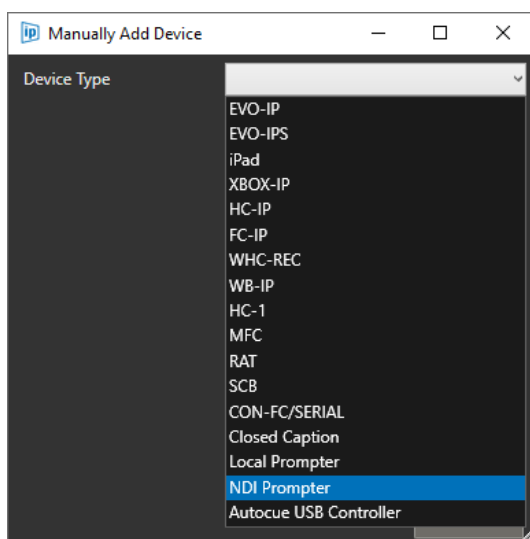 ip Manually Add Device
Device Type
EVO-IP
EVO-IPS
iPad
XBOX-IP
HC-IP
FC-IP
WHC-REC
WB-IP
HC-1
MFC
RAT
SCB
CON-FC/SERIAL
Closed Caption
Local Prompter
NDI Prompter
Autocue USB Controller